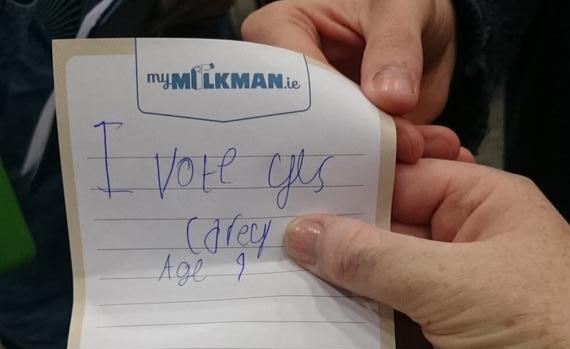 myMILKMAN.ie
I vote yes
Carey
Age 9